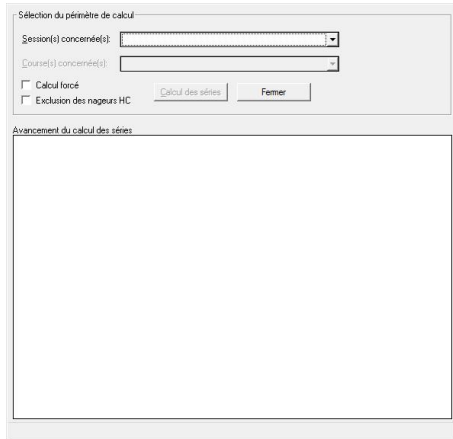 Sélection du périmètre de calcul
Session(s) concernée(s):
Course(s) concernée(s):
Calcul forcé
Exclusion des nageurs HC
Calcul des séries
Fermer
Avancement du calcul des séries